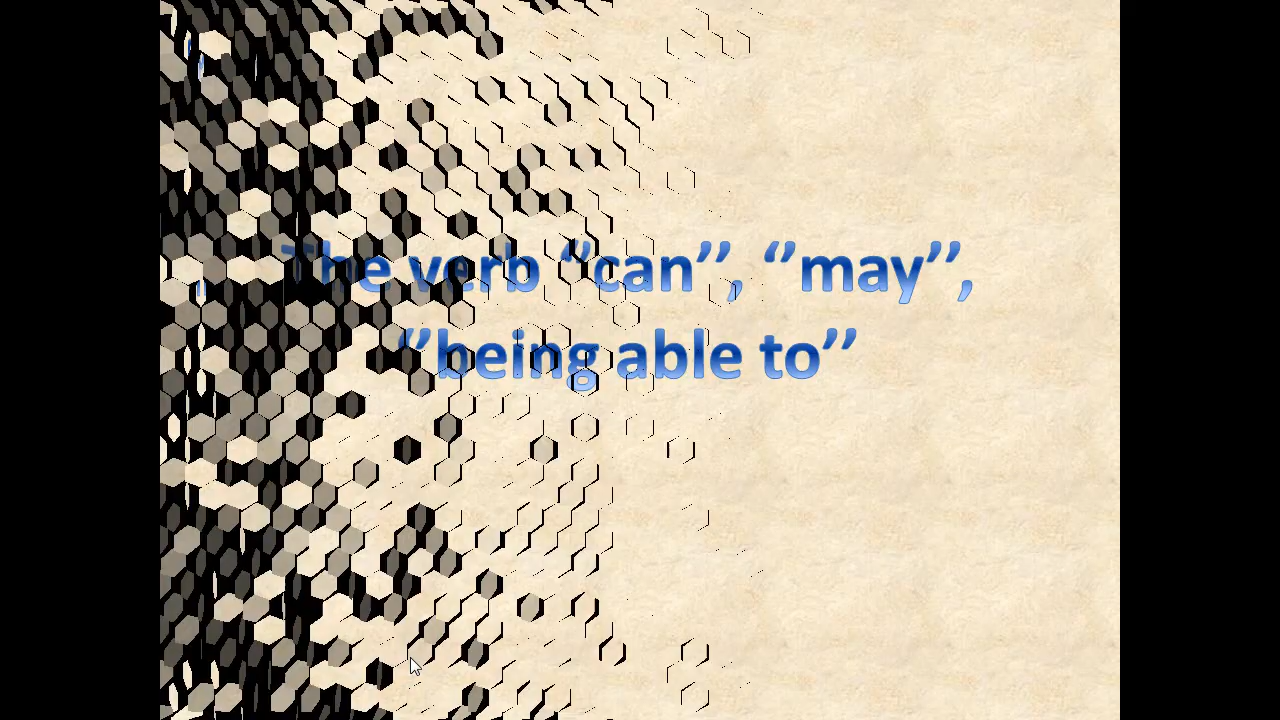 The verb ‘’can’’, ‘’may’’,
‘’being able to’’